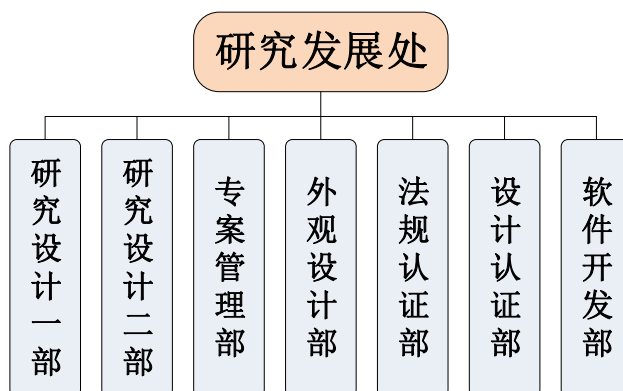 研究发展处
研究设计一部
研究设计二部
专案管理部
外观设计部
法规认证部
设计认证部
软件开发部